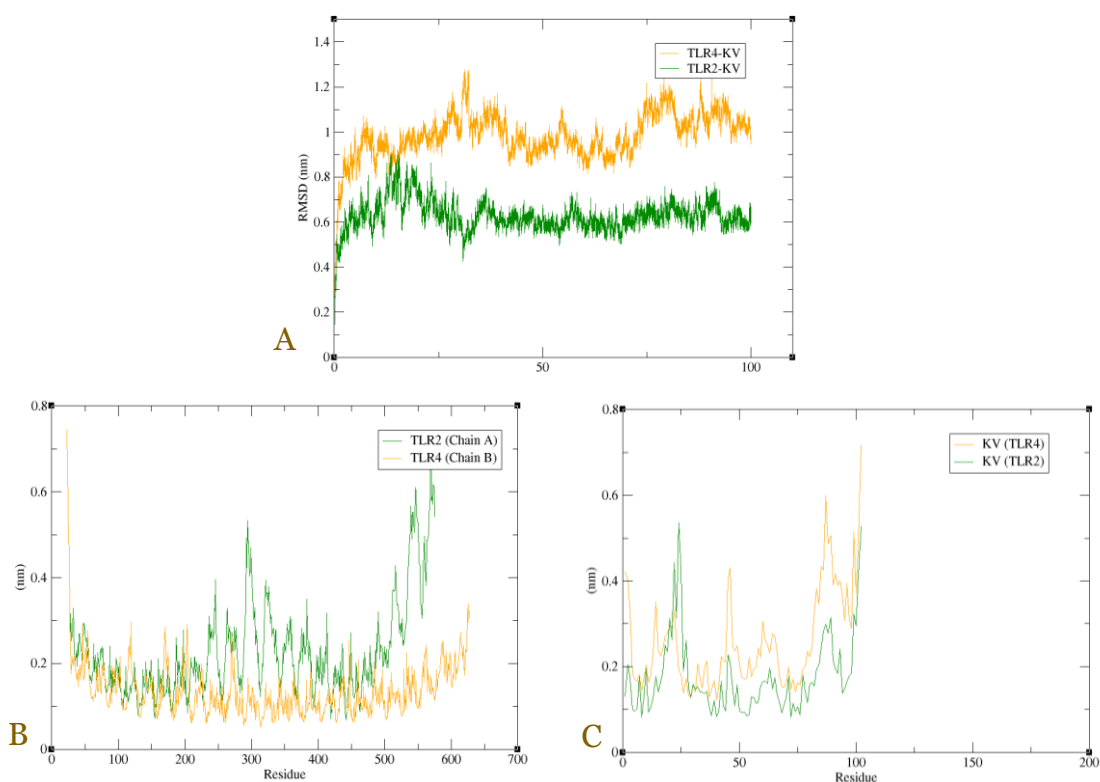 1.4
TLR4-KV
TLR2-KV
1.2
1
0.8
RMSD (nm)
0.6
0.4
0.2
0
0
50
100
A
0.8
TLR2 (Chain A)
TLR4 (Chain B)
0.6
(nm)
0.4
0.2
0
0
100
200
300
400
500
600
700
Residue
B
0.8
KV (TLR4)
KV (TLR2)
0.6
(nm)
0.4
0.2
0
0
50
100
150
200
Residue
C